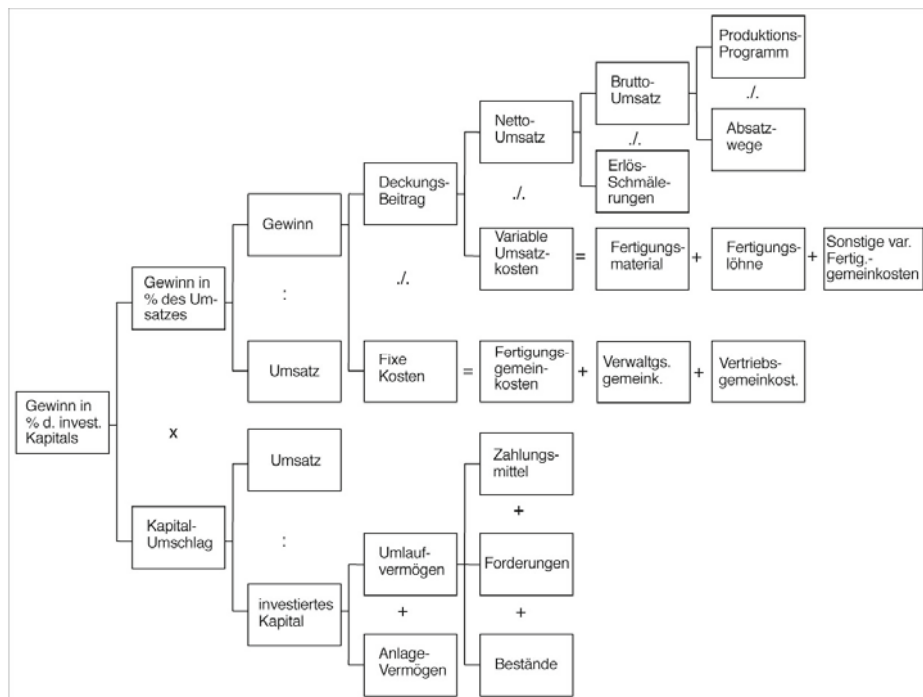 Produktions-
Programm
./.
Absatz-
wege
Brutto-
Umsatz
./.
Erlös-
Schmäle-
rungen
Netto-
Umsatz
./.
Variable
Umsatz-
kosten
=
Fertigungs-
material
+
Fertigungs-
löhne
+
Sonstige var.
Fertig.-
gemeinkosten
Deckungs-
Beitrag
./.
Fixe
Kosten
=
Fertigungs-
gemein-
kosten
+
Verwaltgs.
gemeink.
+
Vertriebs-
gemeinkost.
Gewinn
:
Umsatz
Gewinn in
% des Um-
satzes
Gewinn in
% d. invest.
Kapitals
x
Kapital-
Umschlag
Umsatz
:
investiertes
Kapital
Umlauf-
vermögen
+
Anlage-
Vermögen
Zahlungs-
mittel
+
Forderungen
+
Bestände